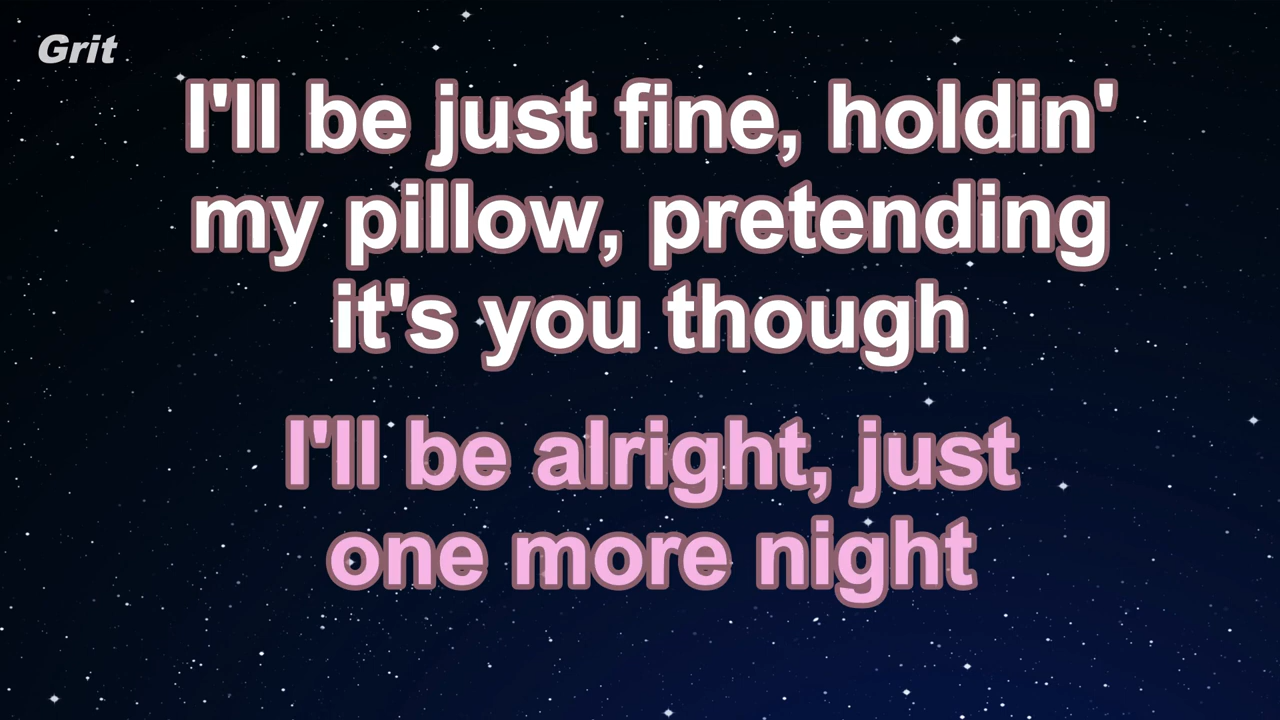 Grit
I'll be just fine, holdin'
my pillow, pretending
it's you though
I'll be alright, just
one more night